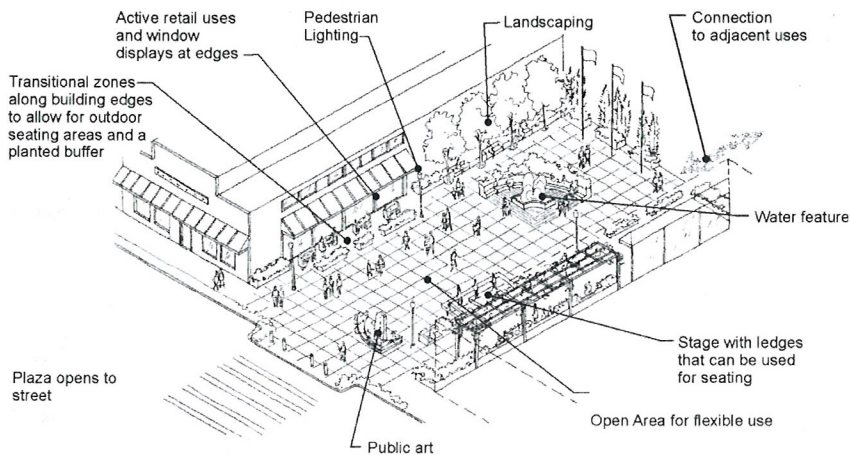 Active retail uses
and window
displays at edges
Pedestrian
Lighting
Landscaping
Connection
to adjacent uses
Transitional zones
along building edges
to allow for outdoor
seating areas and a
planted buffer
Water feature
Stage with ledges
that can be used
for seating
Plaza opens to
street
Open Area for flexible use
Public art